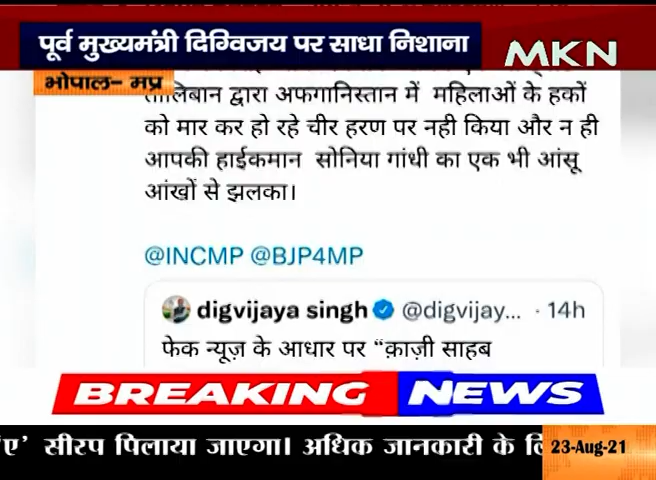 पूर्व मुख्यमंत्री दिग्विजय पर साधा निशाना
MKN
भोपाल- मप्र
तालिबान द्वारा अफगानिस्तान में महिलाओं के हकों
को मार कर हो रहे चीर हरण पर नही किया और न ही
आपकी हाईकमान सोनिया गांधी का एक भी आंसू
आंखों से झलका।
@INCMP @BJP4MP
digvijaya singh @digvijay... · 14h
फेक न्यूज़ के आधार पर “क़ाज़ी साहब
BREAKING NEWS
'ए' सीरप पिलाया जाएगा। अधिक जानकारी के
23-Aug-21